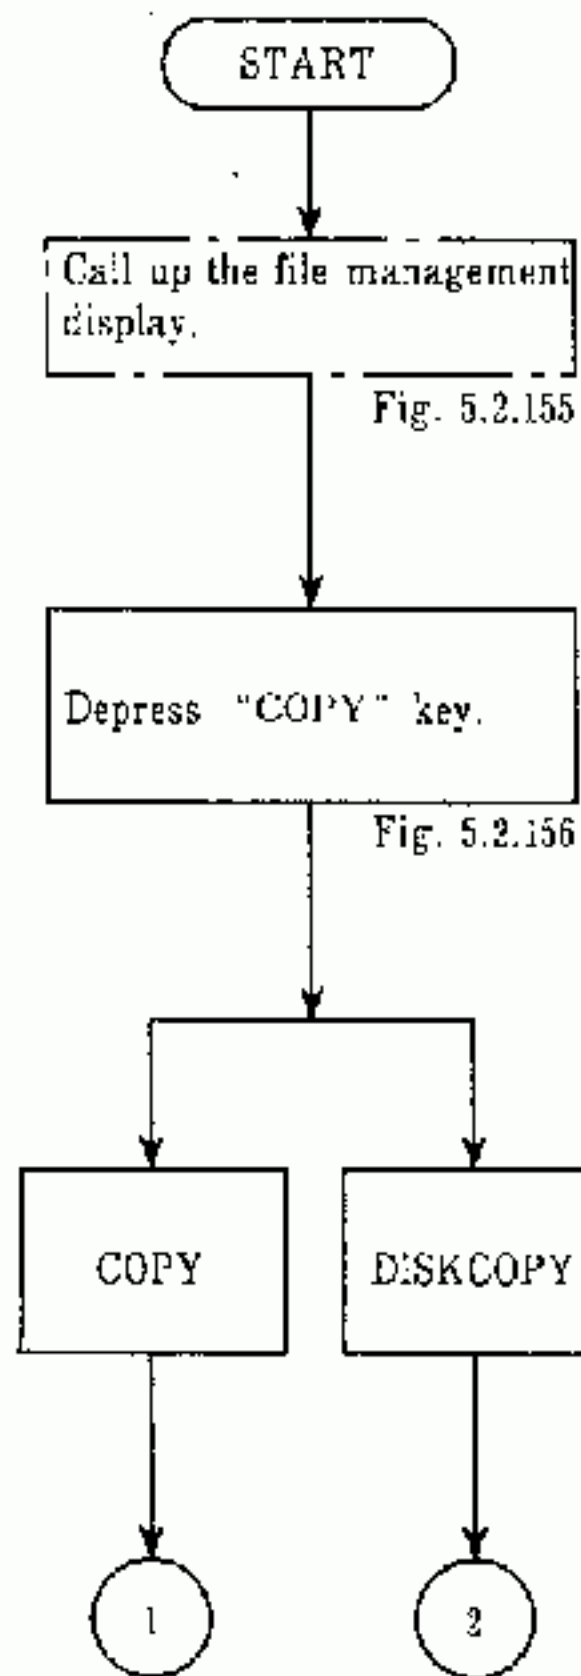 START
Call up the file management
display.
Fig. 5.2.155
Depress "COPY" key.
Fig. 5.2.156
COPY
DISKCOPY
1
2